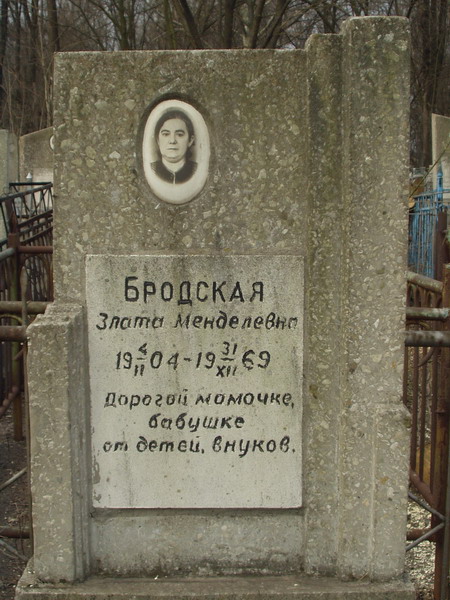 БРОДСКАЯ
Злата Менделевна
19 4/II 04 - 19 31/XII 69
Дорогой мамочке,
бабушке
от детей, внуков.